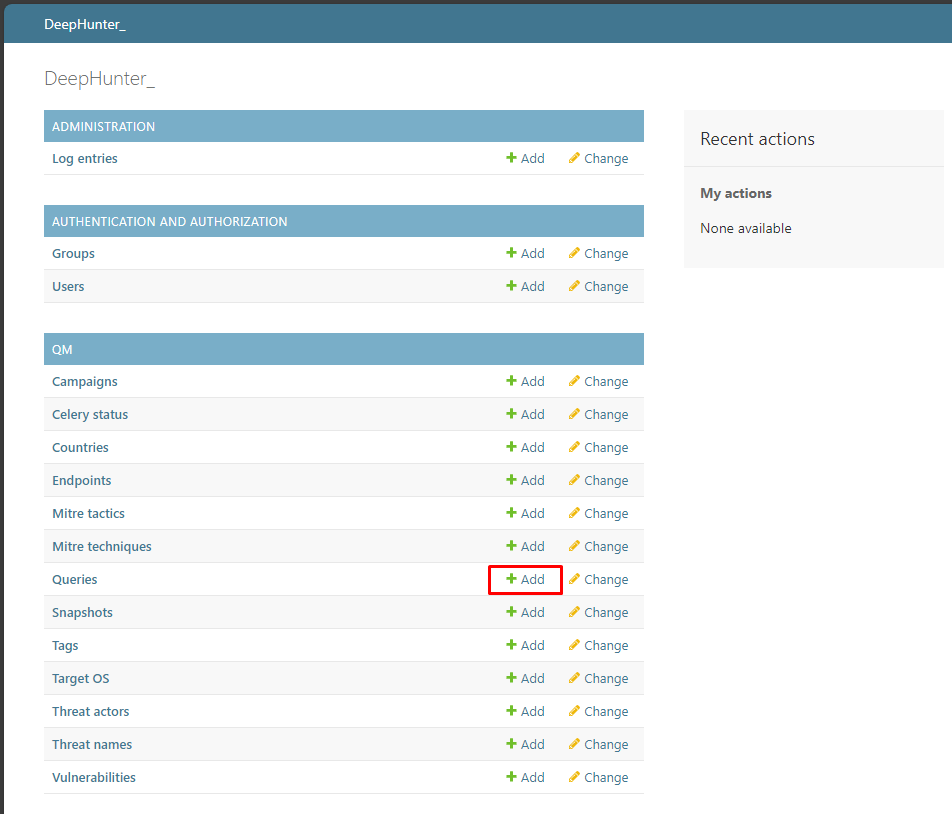 DeepHunter_
DeepHunter_
ADMINISTRATION
Log entries Add Change
AUTHENTICATION AND AUTHORIZATION
Groups Add Change
Users Add Change
QM
Campaigns Add Change
Celery status Add Change
Countries Add Change
Endpoints Add Change
Mitre tactics Add Change
Mitre techniques Add Change
Queries Add Change
Snapshots Add Change
Tags Add Change
Target OS Add Change
Threat actors Add Change
Threat names Add Change
Vulnerabilities Add Change
Recent actions
My actions
None available